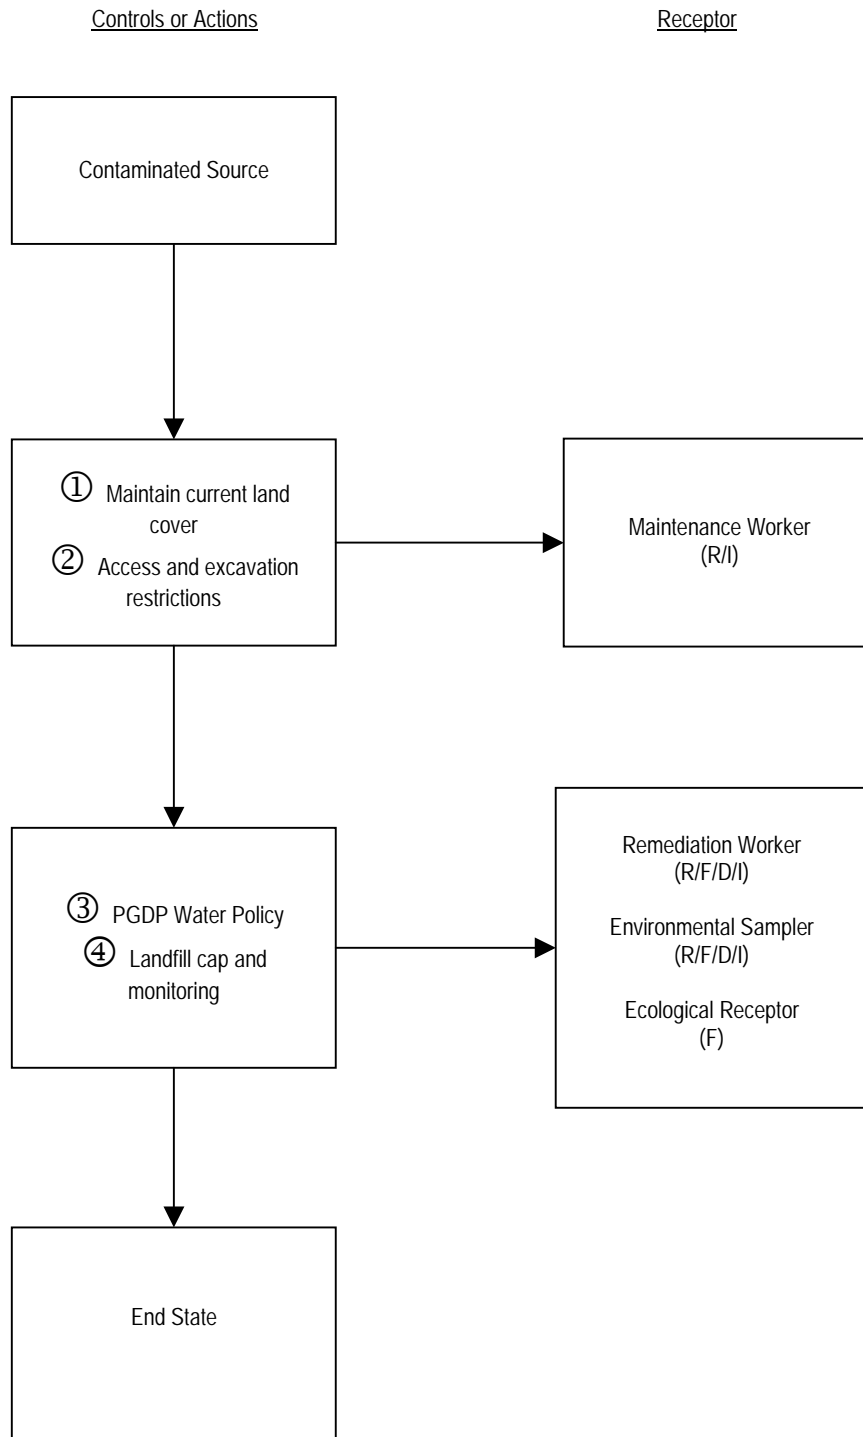 Controls or Actions
Receptor
Contaminated Source
① Maintain current land
cover
② Access and excavation
restrictions
Maintenance Worker
(R/I)
③ PGDP Water Policy
④ Landfill cap and
monitoring
Remediation Worker
(R/F/D/I)
Environmental Sampler
(R/F/D/I)
Ecological Receptor
(F)
End State